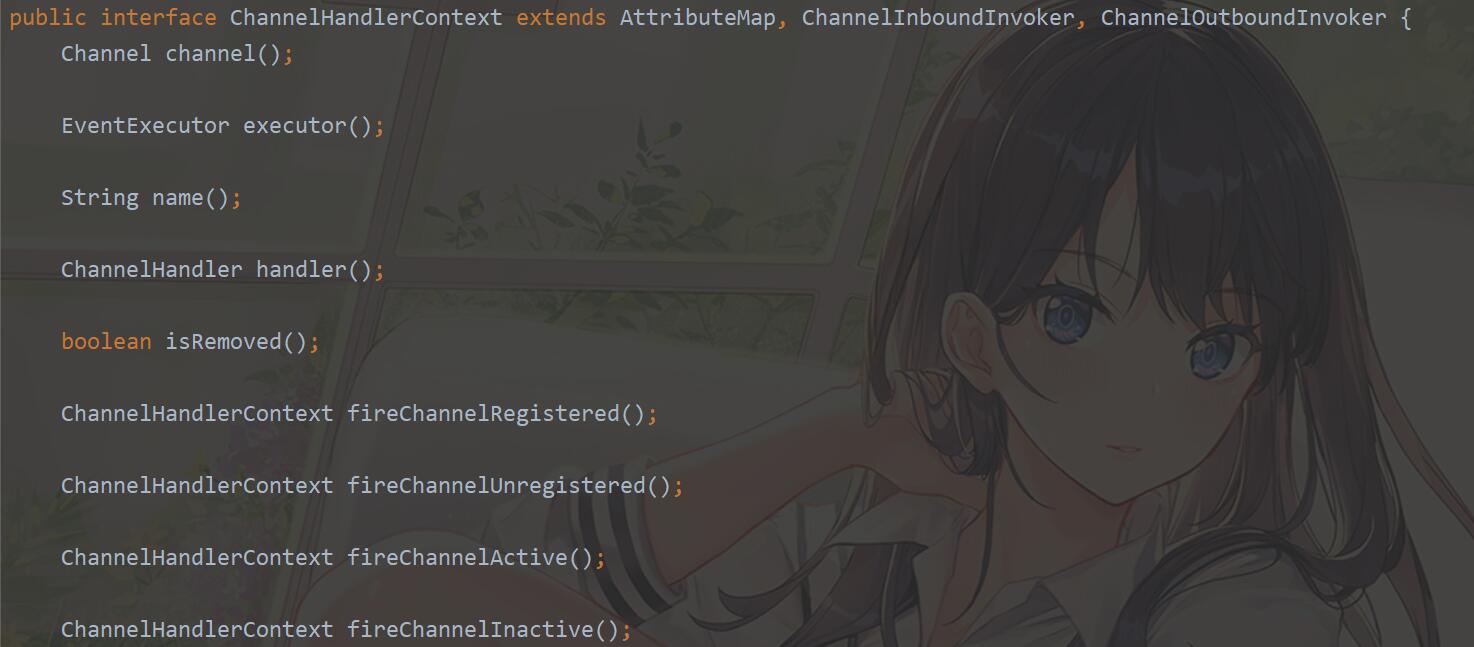 public interface ChannelHandlerContext extends AttributeMap, ChannelInboundInvoker, ChannelOutboundInvoker {
Channel channel();
EventExecutor executor();
String name();
ChannelHandler handler();
boolean isRemoved();
ChannelHandlerContext fireChannelRegistered();
ChannelHandlerContext fireChannelUnregistered();
ChannelHandlerContext fireChannelActive();
ChannelHandlerContext fireChannelInactive();